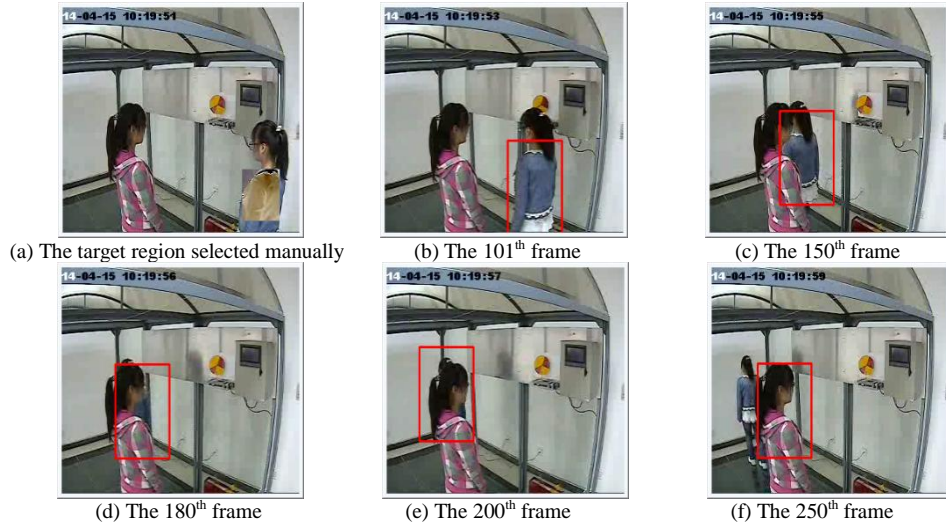 14-04-15 10:19:51
14-04-15 10:19:53
14-04-15 10:19:55
(a) The target region selected manually
(b) The 101th frame
(c) The 150th frame
14-04-15 10:19:56
14-04-15 10:19:57
14-04-15 10:19:59
(d) The 180th frame
(e) The 200th frame
(f) The 250th frame